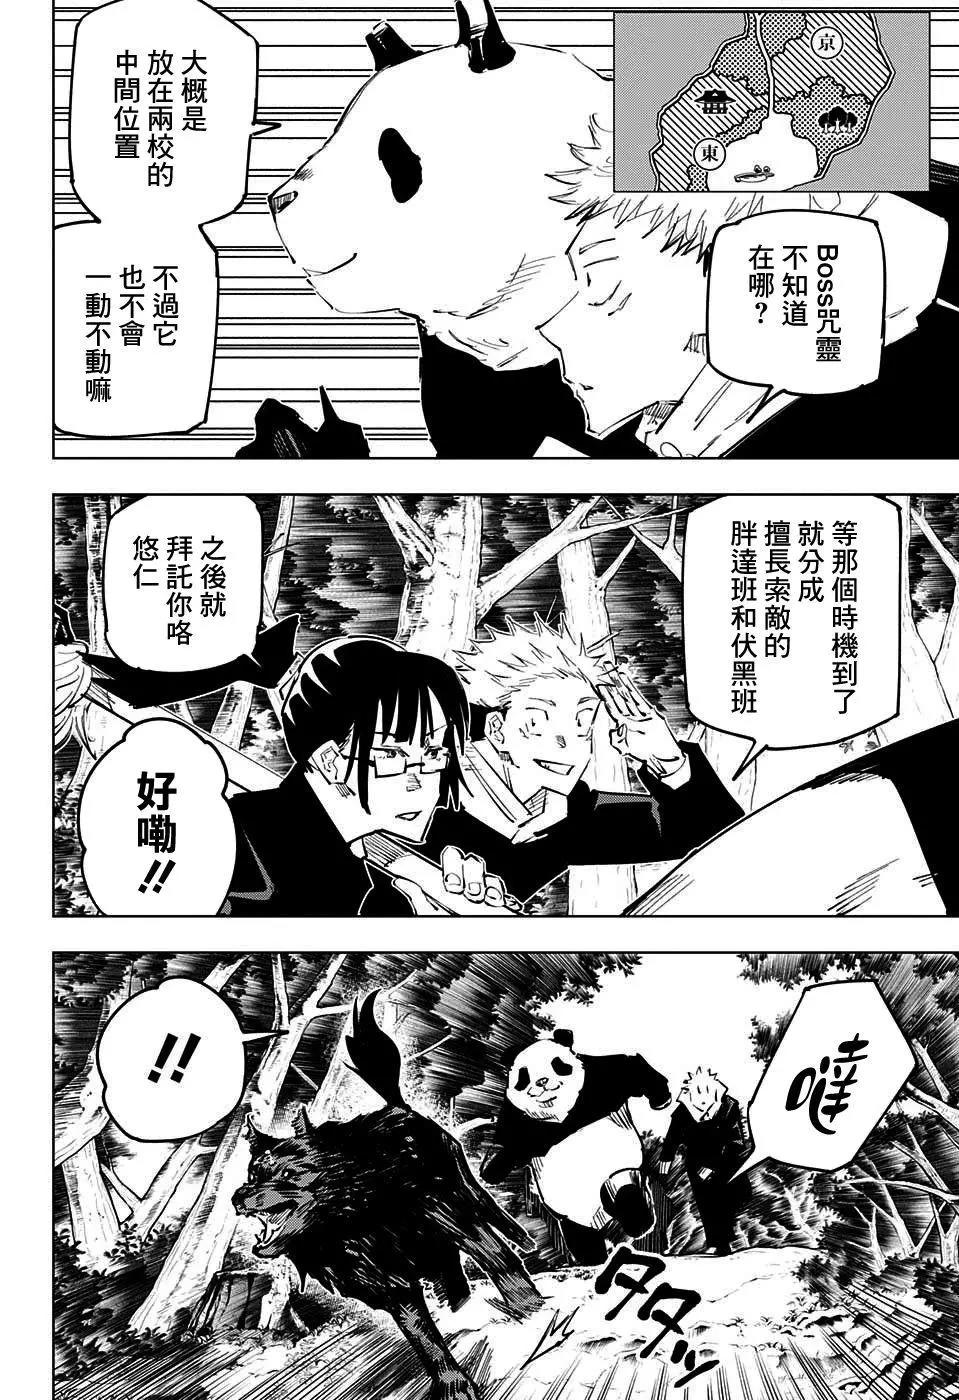 京
東
Boss咒靈
不知道
在哪?
大概是
放在兩校的
中間位置
不過它
也不會
一動不動嘛
等那個時機到了
就分成
擅長索敵的
胖達班和伏黑班
之後就
拜託你咯
悠仁
好嘞!!
噠
!!
タタタッ